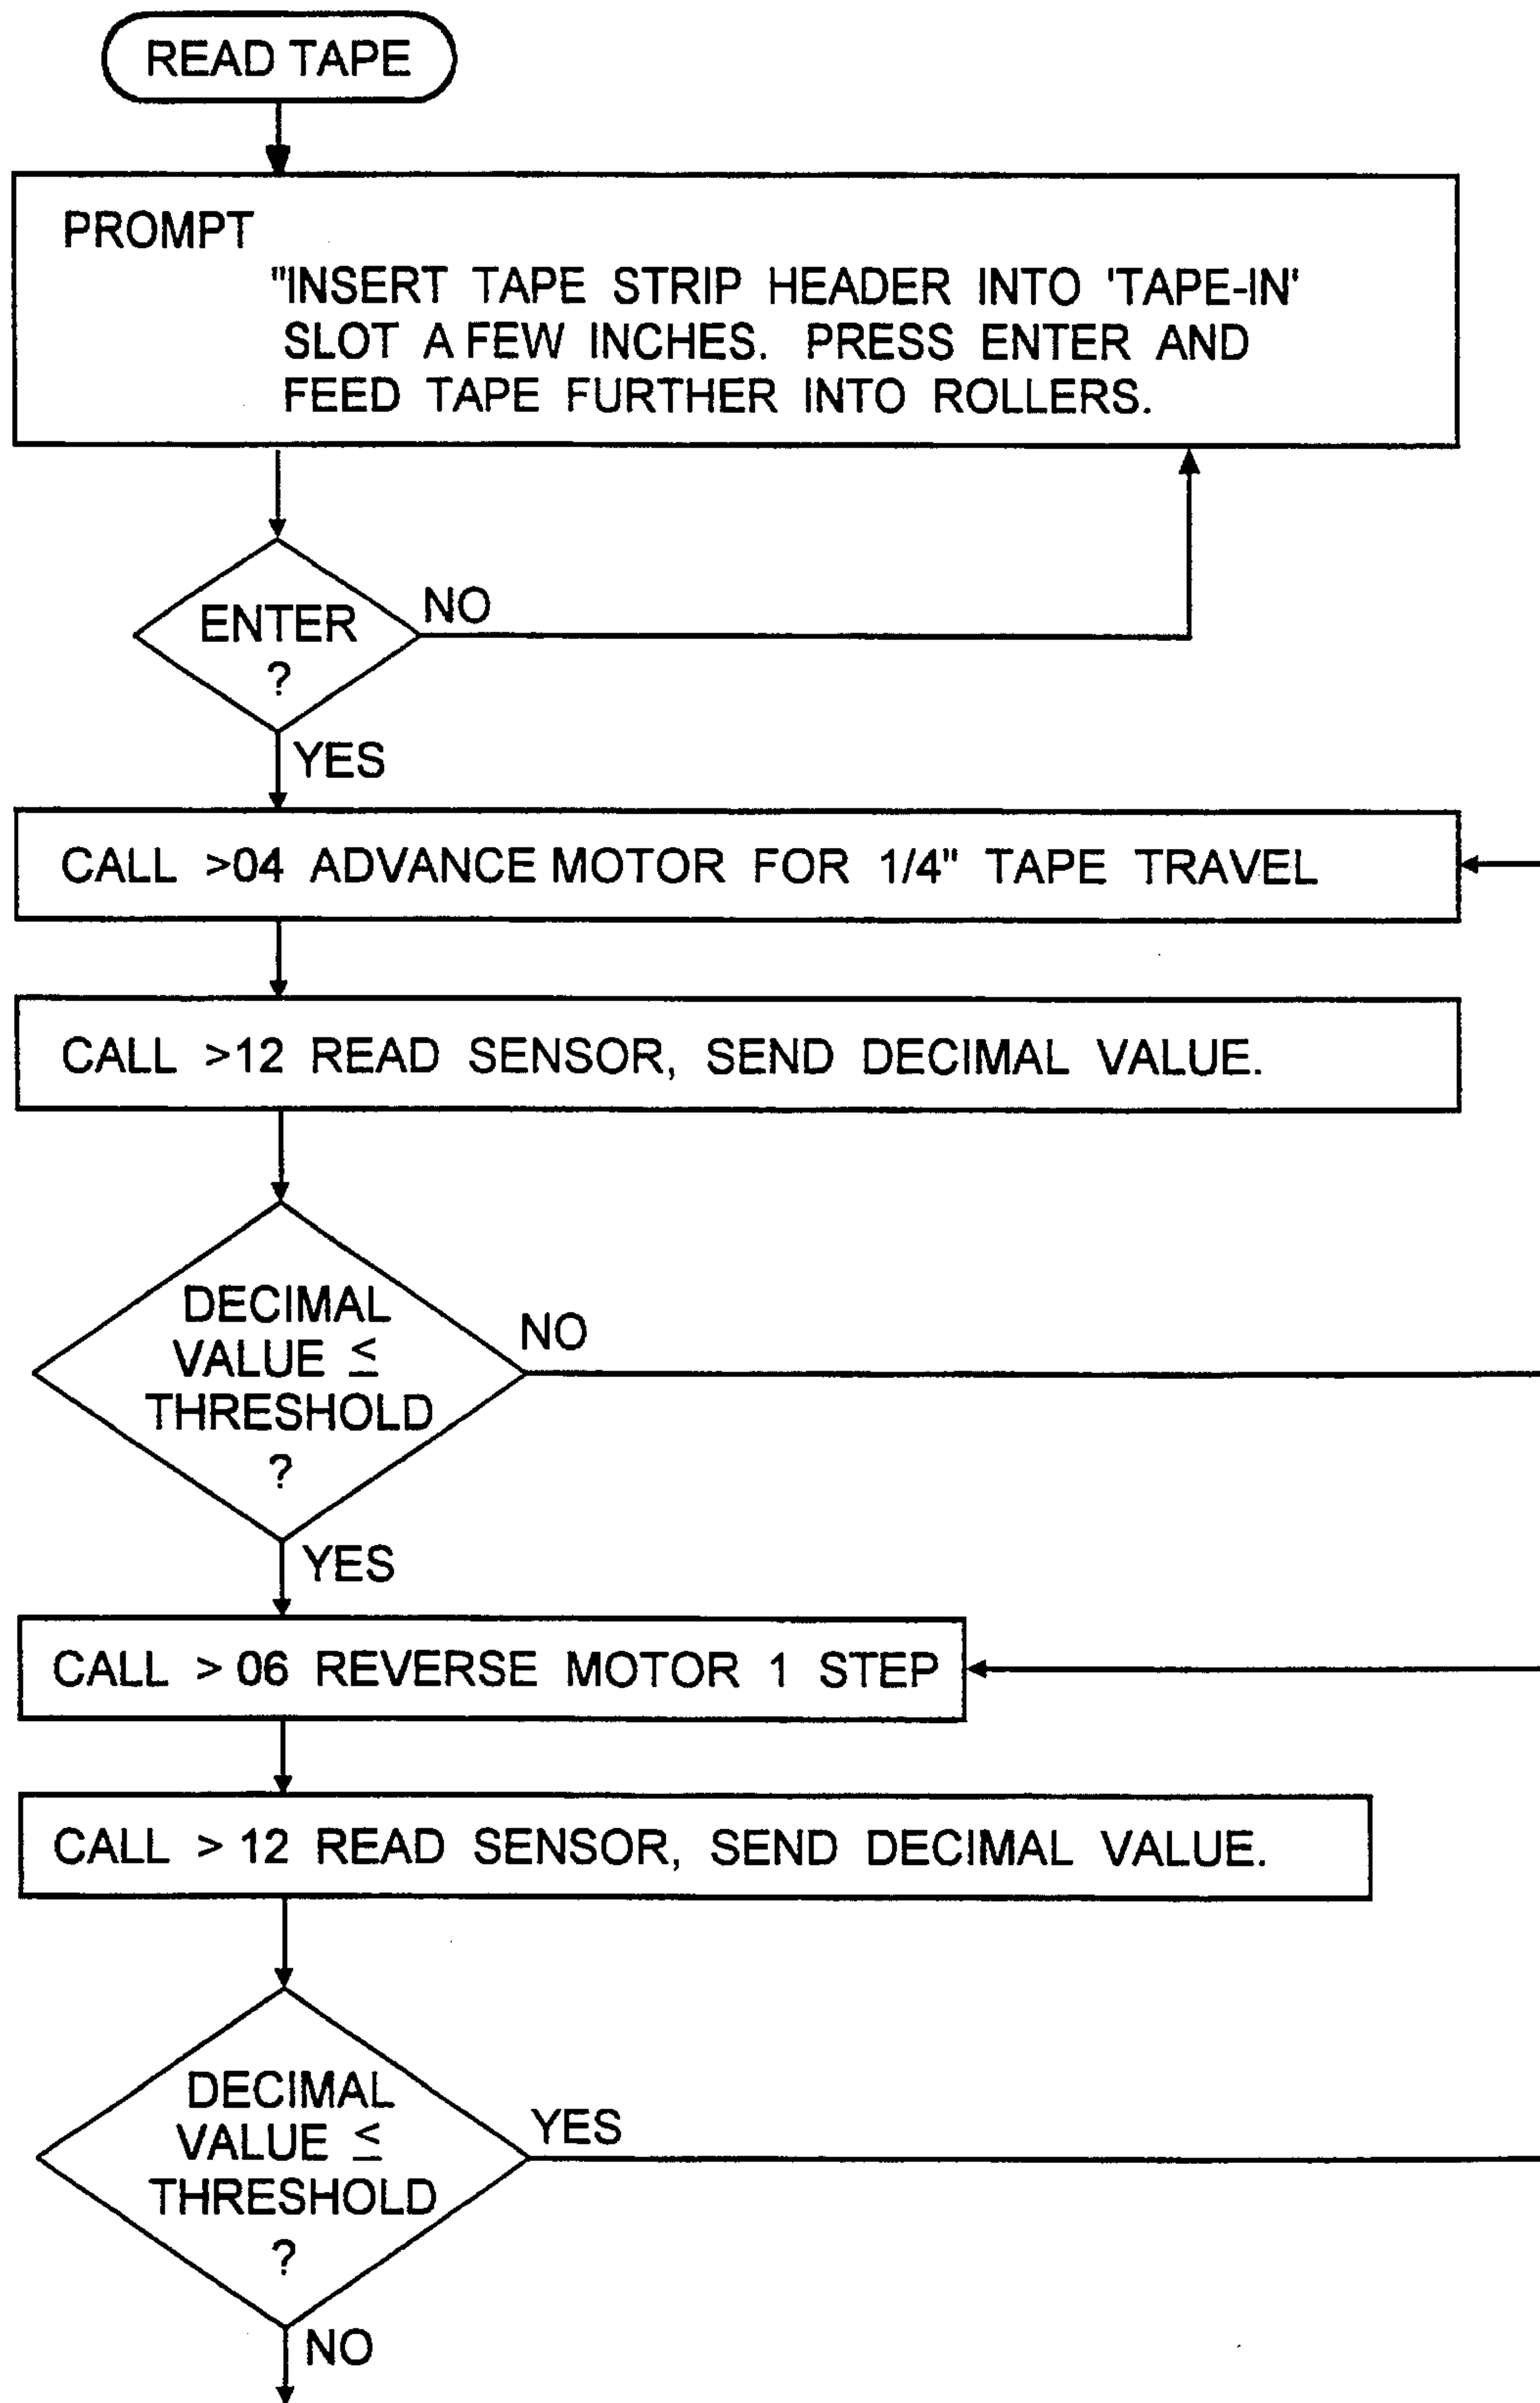 READ TAPE
PROMPT
"INSERT TAPE STRIP HEADER INTO 'TAPE-IN'
SLOT A FEW INCHES. PRESS ENTER AND
FEED TAPE FURTHER INTO ROLLERS.
ENTER
?
NO
YES
CALL >04 ADVANCE MOTOR FOR 1/4" TAPE TRAVEL
CALL >12 READ SENSOR, SEND DECIMAL VALUE.
DECIMAL
VALUE ≤
THRESHOLD
?
NO
YES
CALL > 06 REVERSE MOTOR 1 STEP
CALL > 12 READ SENSOR, SEND DECIMAL VALUE.
DECIMAL
VALUE ≤
THRESHOLD
?
YES
NO